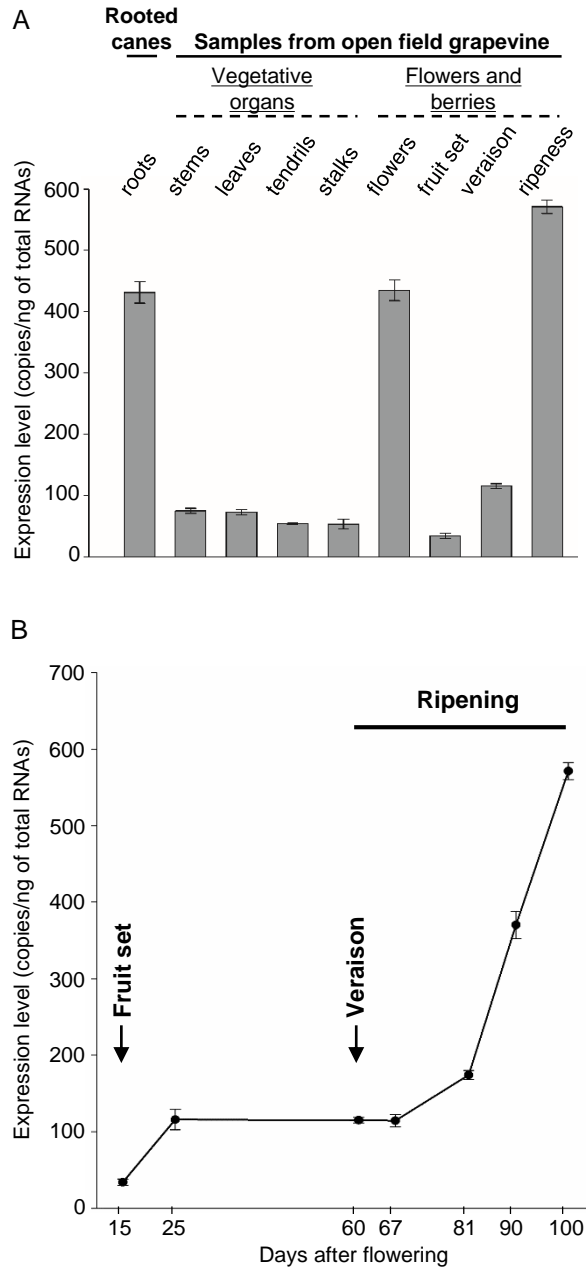 A
Rooted
canes
Samples from open field grapevine
Vegetative
organs
Flowers and
berries
roots
stems
leaves
tendrils
stalks
flowers
fruit set
veraison
ripeness
Expression level (copies/ng of total RNAs)
600
500
400
300
200
100
0
B
Expression level (copies/ng of total RNAs)
700
600
500
400
300
200
100
0
Ripening
Fruit set
Veraison
15 25 60 67 81 90 100
Days after flowering